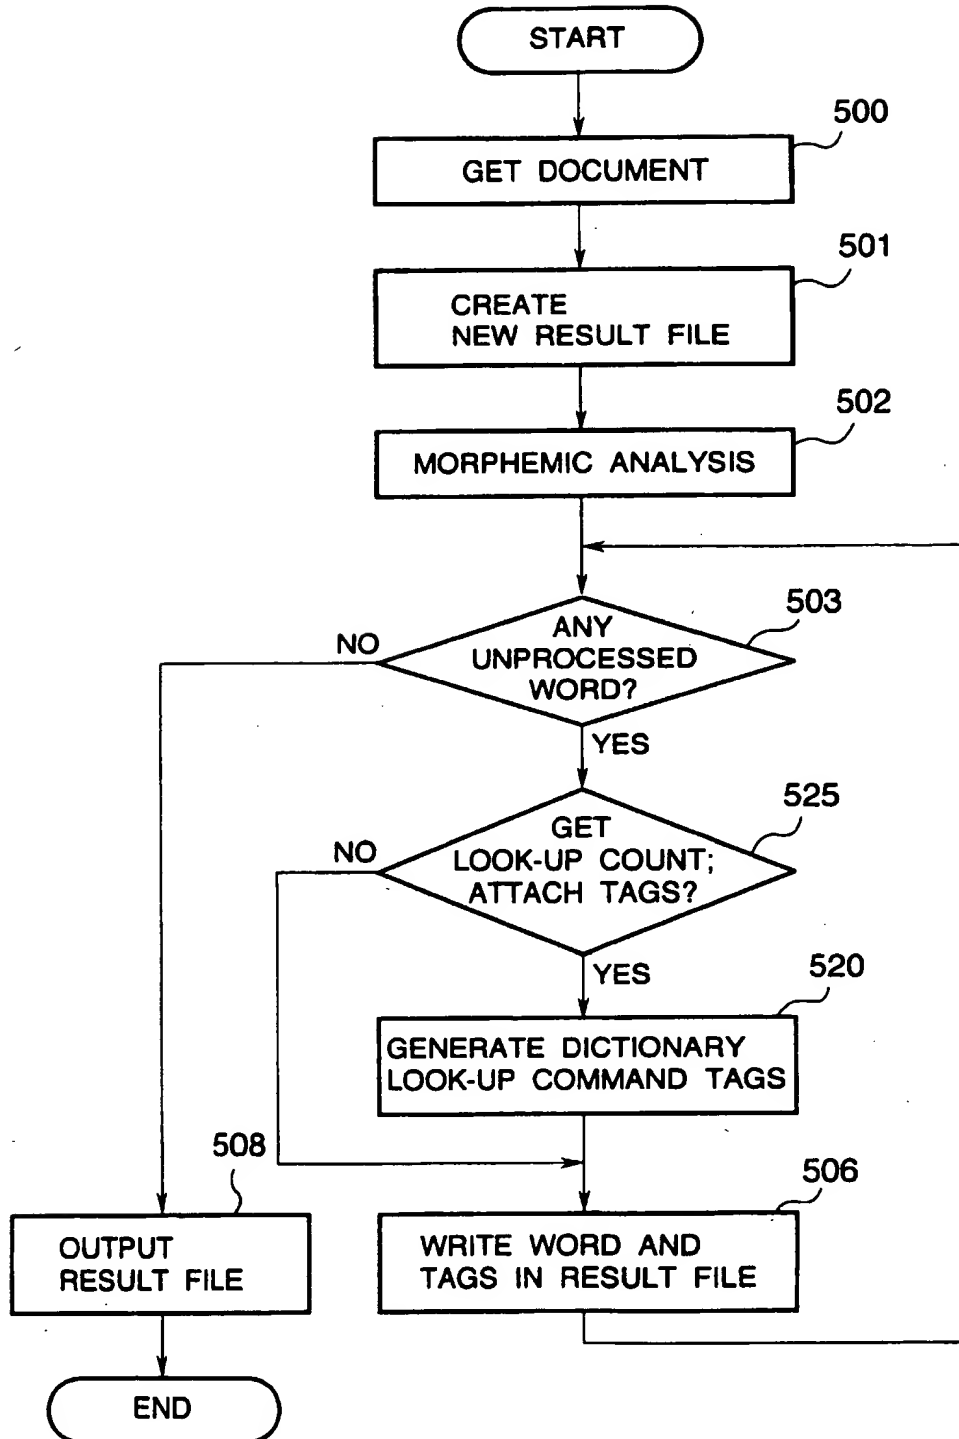 START
500
GET DOCUMENT
501
CREATE
NEW RESULT FILE
502
MORPHEMIC ANALYSIS
503
NO
ANY
UNPROCESSED
WORD?
YES
525
NO
GET
LOOK-UP COUNT;
ATTACH TAGS?
YES
520
GENERATE DICTIONARY
LOOK-UP COMMAND TAGS
508
506
OUTPUT
RESULT FILE
WRITE WORD AND
TAGS IN RESULT FILE
END